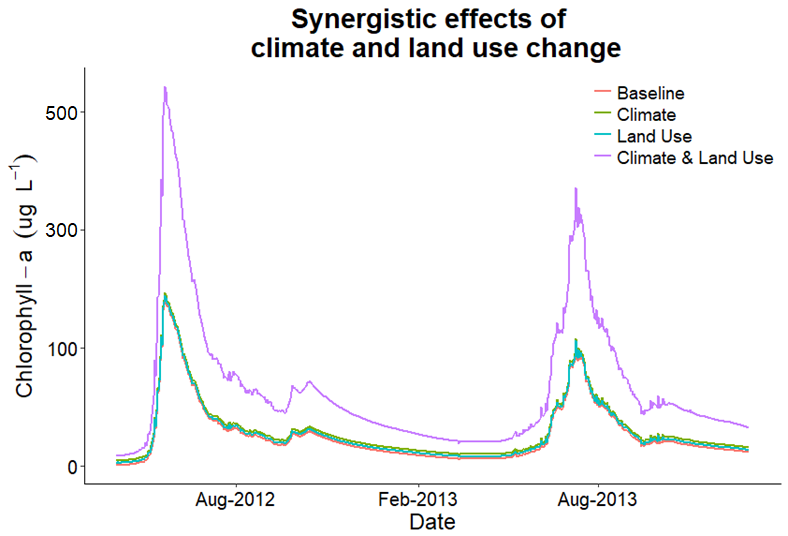 Synergistic effects of
climate and land use change
Chlorophyll − a (ug L⁻¹)
500
300
100
0
Baseline
Climate
Land Use
Climate & Land Use
Aug-2012
Feb-2013
Aug-2013
Date